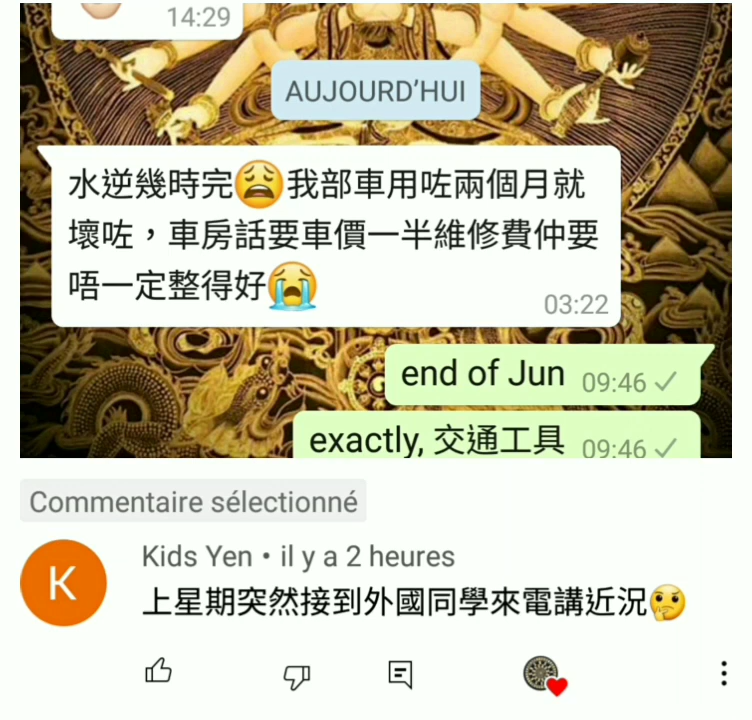 14:29
AUJOURD'HUI
水逆幾時完😩我部車用咗兩個月就
壞咗，車房話要車價一半維修費仲要
唔一定整得好😭
03:22
end of Jun 09:46
exactly, 交通工具 09:46
Commentaire sélectionné
K
Kids Yen • il y a 2 heures
上星期突然接到外國同學來電講近況🤔